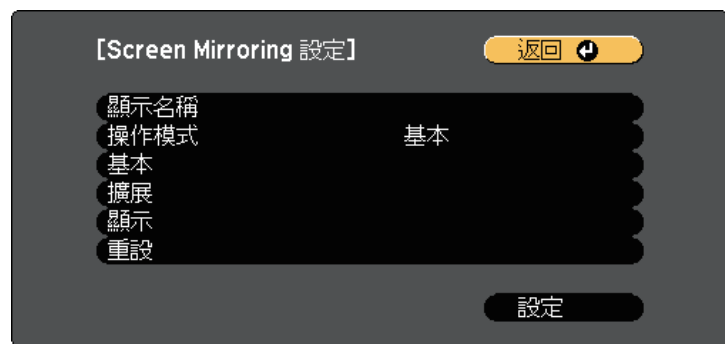 [Screen Mirroring 設定]
返回
顯示名稱
操作模式 基本
基本
擴展
顯示
重設
設定